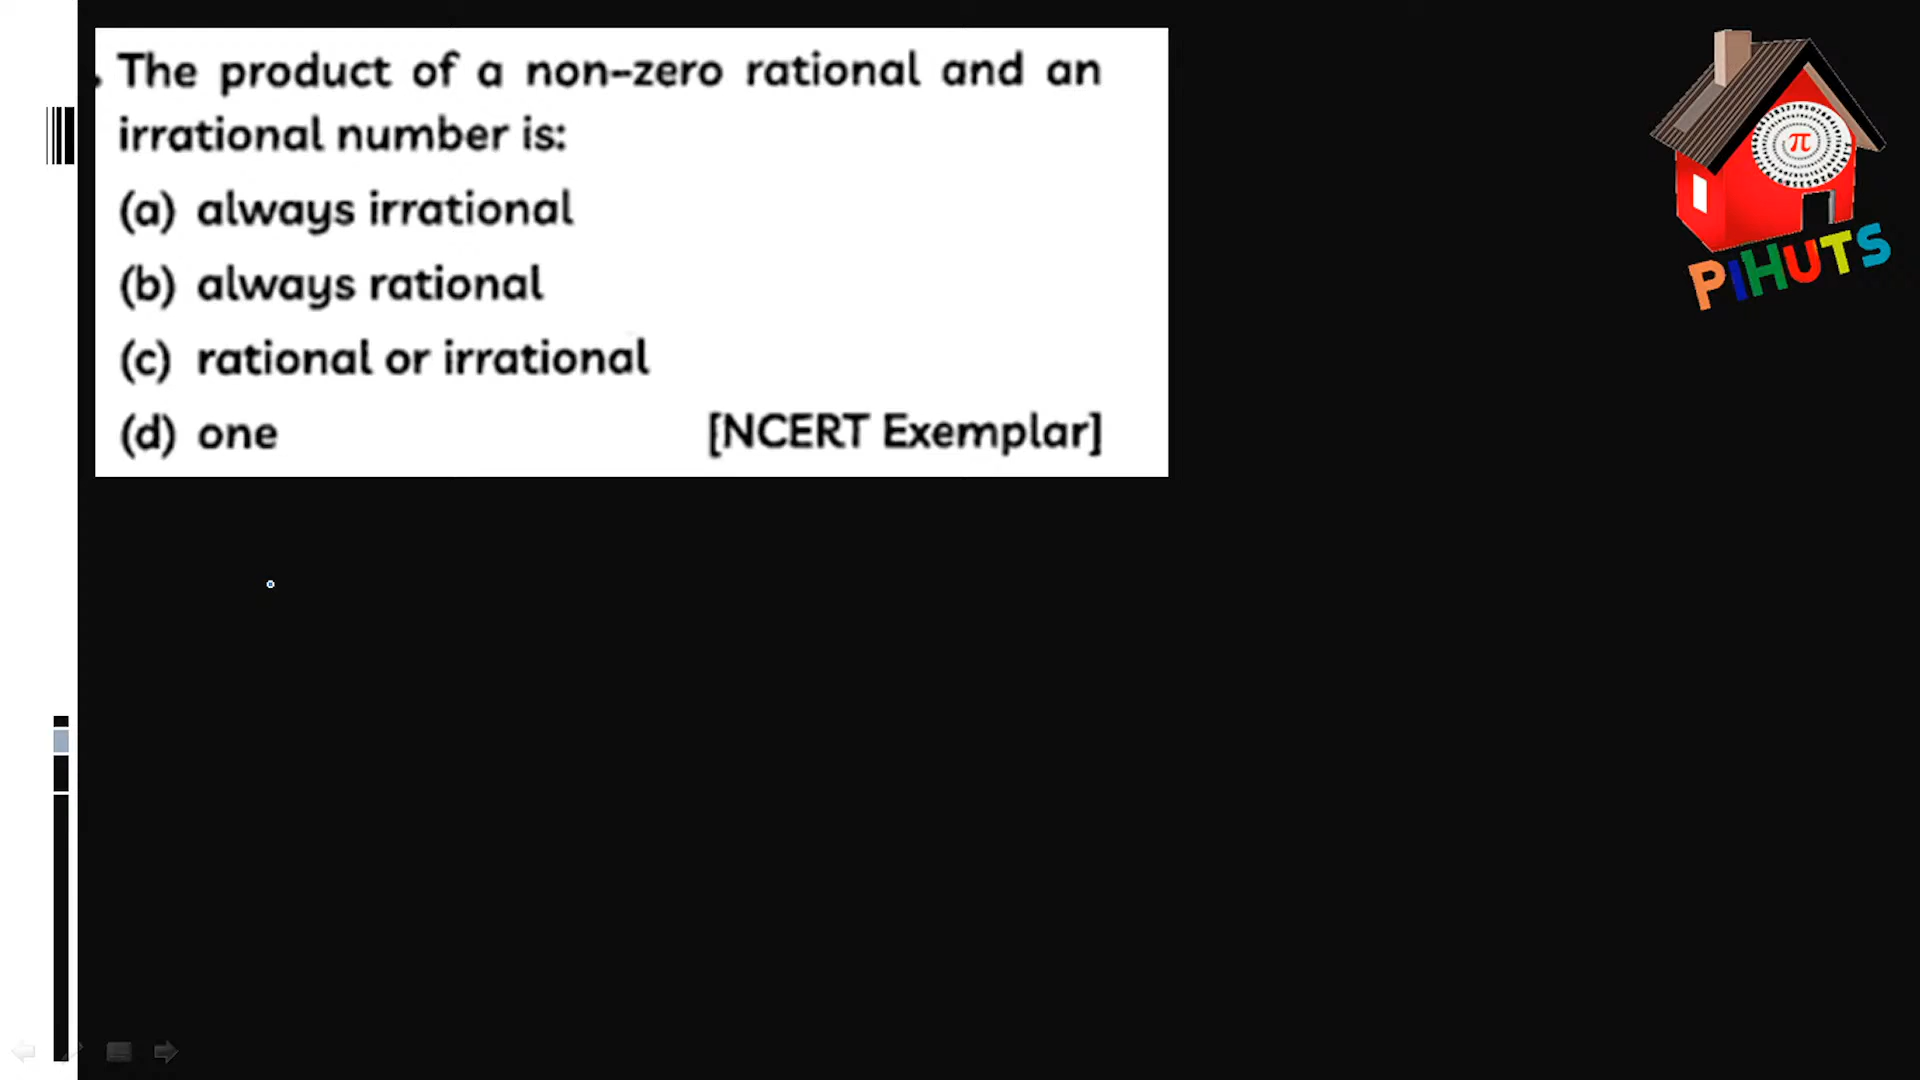 The product of a non-zero rational and an
irrational number is:
(a) always irrational
(b) always rational
(c) rational or irrational
(d) one [NCERT Exemplar]
π
PIHUTS